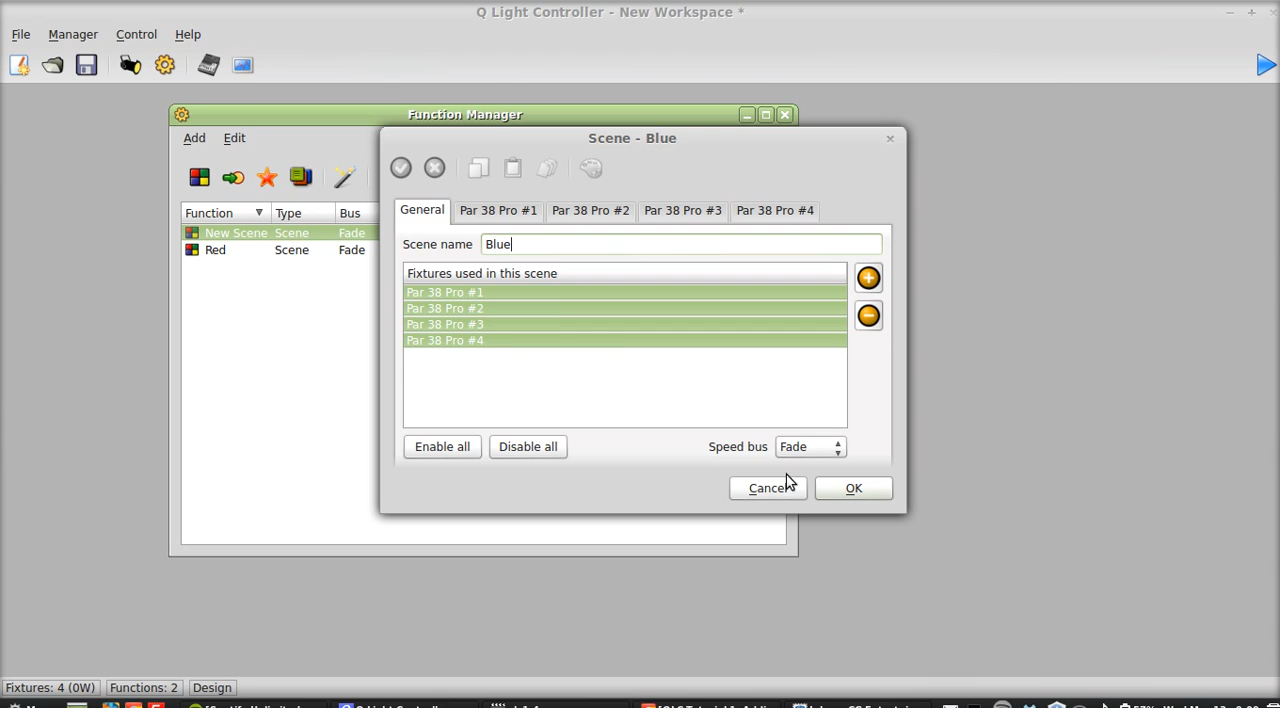 Q Light Controller - New Workspace *
File Manager Control Help
Function Manager
Add Edit
Function Type Bus
New Scene Scene Fade
Red Scene Fade
Scene - Blue
General Par 38 Pro #1 Par 38 Pro #2 Par 38 Pro #3 Par 38 Pro #4
Scene name Blue
Fixtures used in this scene
Par 38 Pro #1
Par 38 Pro #2
Par 38 Pro #3
Par 38 Pro #4
Enable all Disable all Speed bus Fade
Cancel OK
Fixtures: 4 (0W) Functions: 2 Design